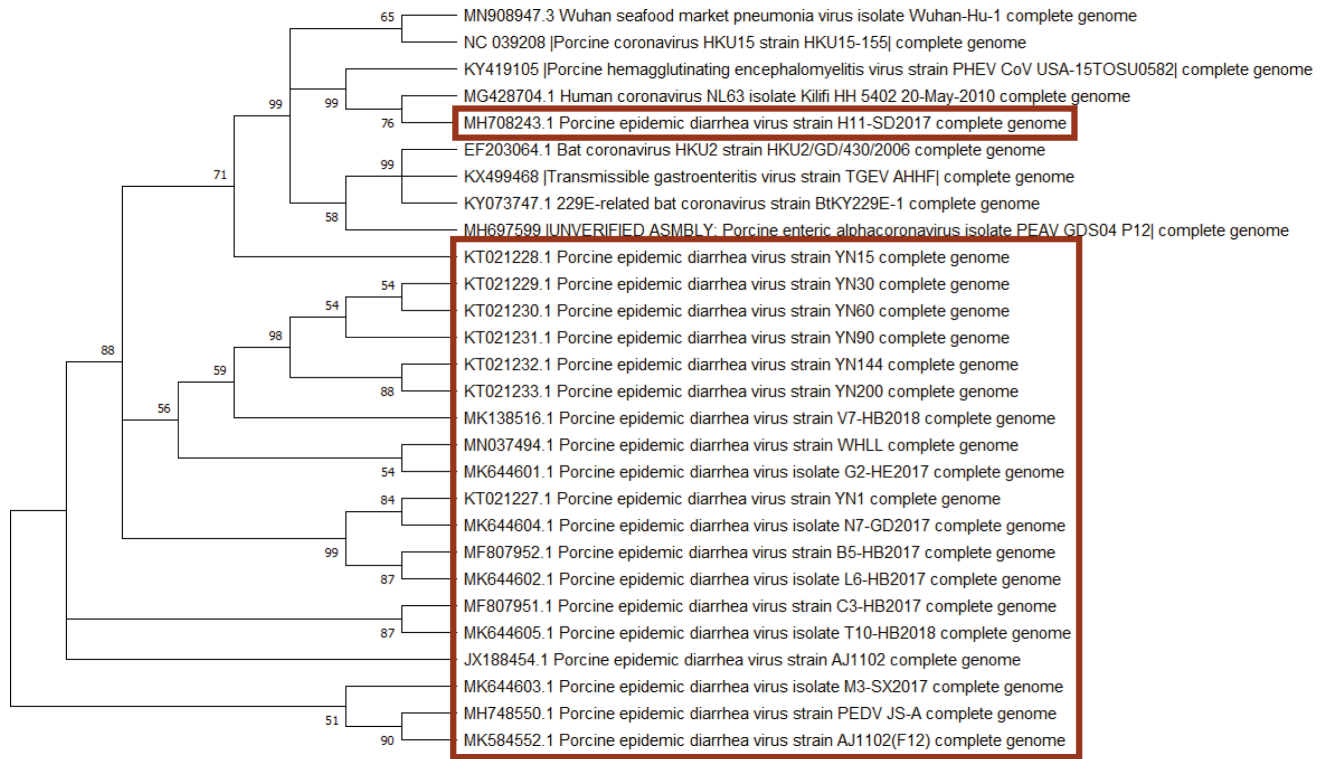 65
MN908947.3 Wuhan seafood market pneumonia virus isolate Wuhan-Hu-1 complete genome
NC 039208 |Porcine coronavirus HKU15 strain HKU15-155| complete genome
KY419105 |Porcine hemagglutinating encephalomyelitis virus strain PHEV CoV USA-15TOSU0582| complete genome
99
99
MG428704.1 Human coronavirus NL63 isolate Kilifi HH 5402 20-May-2010 complete genome
76
MH708243.1 Porcine epidemic diarrhea virus strain H11-SD2017 complete genome
EF203064.1 Bat coronavirus HKU2 strain HKU2/GD/430/2006 complete genome
71
99
KX499468 |Transmissible gastroenteritis virus strain TGEV AHHF| complete genome
KY073747.1 229E-related bat coronavirus strain BtKY229E-1 complete genome
58
MH697599 |UNVERIFIED ASMBLY: Porcine enteric alphacoronavirus isolate PEAV GDS04 P12| complete genome
KT021228.1 Porcine epidemic diarrhea virus strain YN15 complete genome
54
KT021229.1 Porcine epidemic diarrhea virus strain YN30 complete genome
54
KT021230.1 Porcine epidemic diarrhea virus strain YN60 complete genome
98
KT021231.1 Porcine epidemic diarrhea virus strain YN90 complete genome
88
59
KT021232.1 Porcine epidemic diarrhea virus strain YN144 complete genome
88
KT021233.1 Porcine epidemic diarrhea virus strain YN200 complete genome
56
MK138516.1 Porcine epidemic diarrhea virus strain V7-HB2018 complete genome
MN037494.1 Porcine epidemic diarrhea virus strain WHLL complete genome
54
MK644601.1 Porcine epidemic diarrhea virus isolate G2-HE2017 complete genome
84
KT021227.1 Porcine epidemic diarrhea virus strain YN1 complete genome
MK644604.1 Porcine epidemic diarrhea virus isolate N7-GD2017 complete genome
99
MF807952.1 Porcine epidemic diarrhea virus strain B5-HB2017 complete genome
87
MK644602.1 Porcine epidemic diarrhea virus isolate L6-HB2017 complete genome
MF807951.1 Porcine epidemic diarrhea virus strain C3-HB2017 complete genome
87
MK644605.1 Porcine epidemic diarrhea virus isolate T10-HB2018 complete genome
JX188454.1 Porcine epidemic diarrhea virus strain AJ1102 complete genome
MK644603.1 Porcine epidemic diarrhea virus isolate M3-SX2017 complete genome
51
MH748550.1 Porcine epidemic diarrhea virus strain PEDV JS-A complete genome
90
MK584552.1 Porcine epidemic diarrhea virus strain AJ1102(F12) complete genome